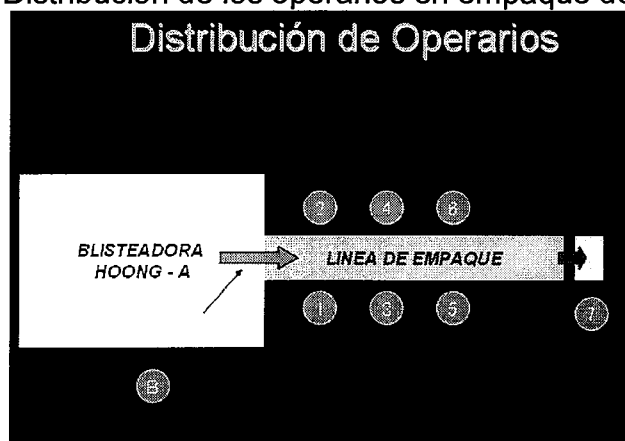 Distribución de los operarios en empaque de
Distribución de Operarios
2 4 6
BLISTEADORA
HOONG - A
LINEA DE EMPAQUE
1 3 5 7
B